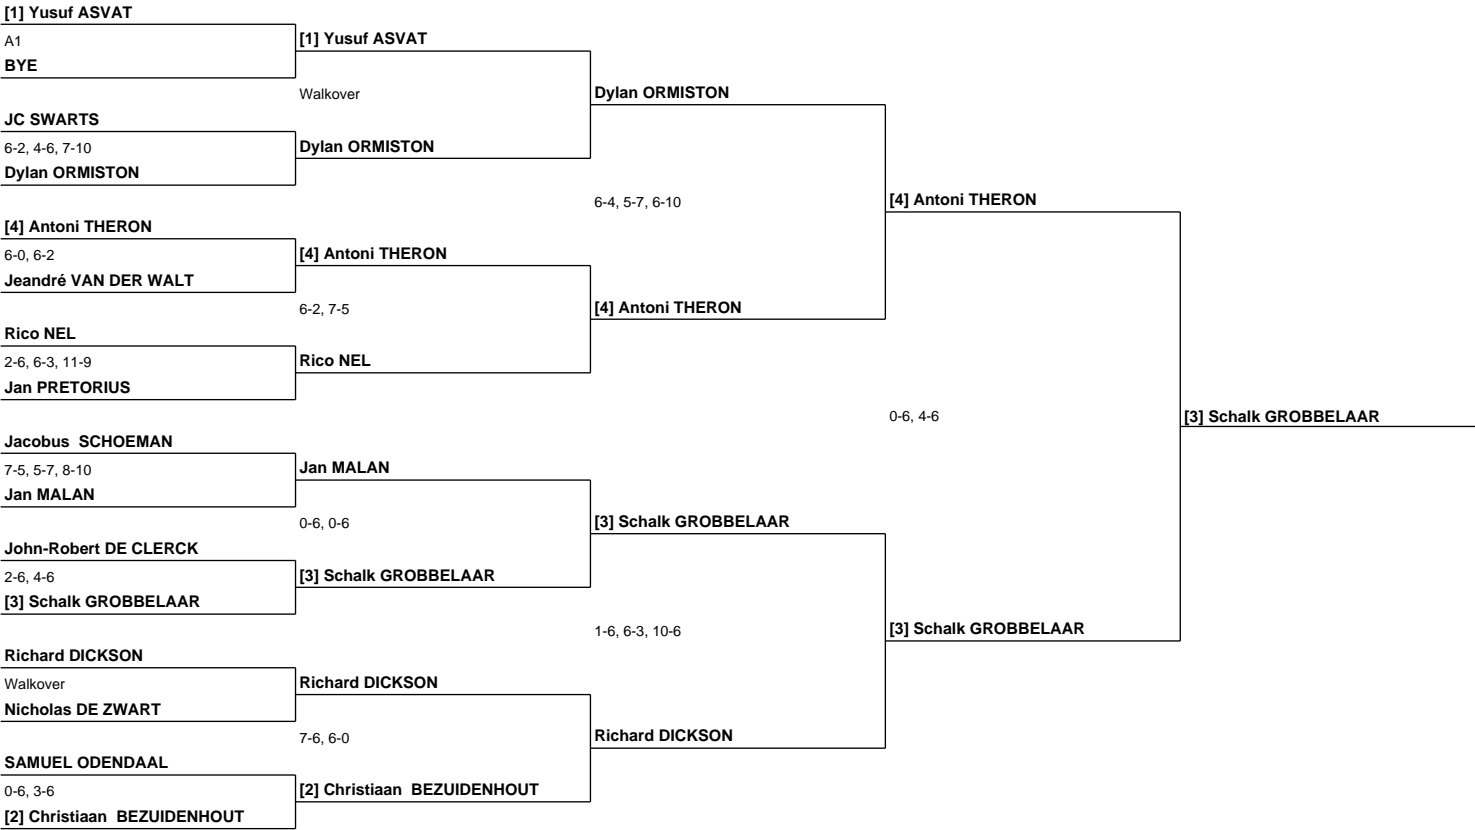 [1] Yusuf ASVAT
A1
BYE
JC SWARTS
6-2, 4-6, 7-10
Dylan ORMISTON
[4] Antoni THERON
6-0, 6-2
Jeandré VAN DER WALT
Rico NEL
2-6, 6-3, 11-9
Jan PRETORIUS
Jacobus  SCHOEMAN
7-5, 5-7, 8-10
Jan MALAN
John-Robert DE CLERCK
2-6, 4-6
[3] Schalk GROBBELAAR
Richard DICKSON
Walkover
Nicholas DE ZWART
SAMUEL ODENDAAL
0-6, 3-6
[2] Christiaan  BEZUIDENHOUT
[1] Yusuf ASVAT
Walkover
Dylan ORMISTON
[4] Antoni THERON
6-2, 7-5
Rico NEL
Jan MALAN
0-6, 0-6
[3] Schalk GROBBELAAR
Richard DICKSON
7-6, 6-0
[2] Christiaan  BEZUIDENHOUT
Dylan ORMISTON
6-4, 5-7, 6-10
[4] Antoni THERON
[3] Schalk GROBBELAAR
1-6, 6-3, 10-6
Richard DICKSON
[4] Antoni THERON
0-6, 4-6
[3] Schalk GROBBELAAR
[3] Schalk GROBBELAAR